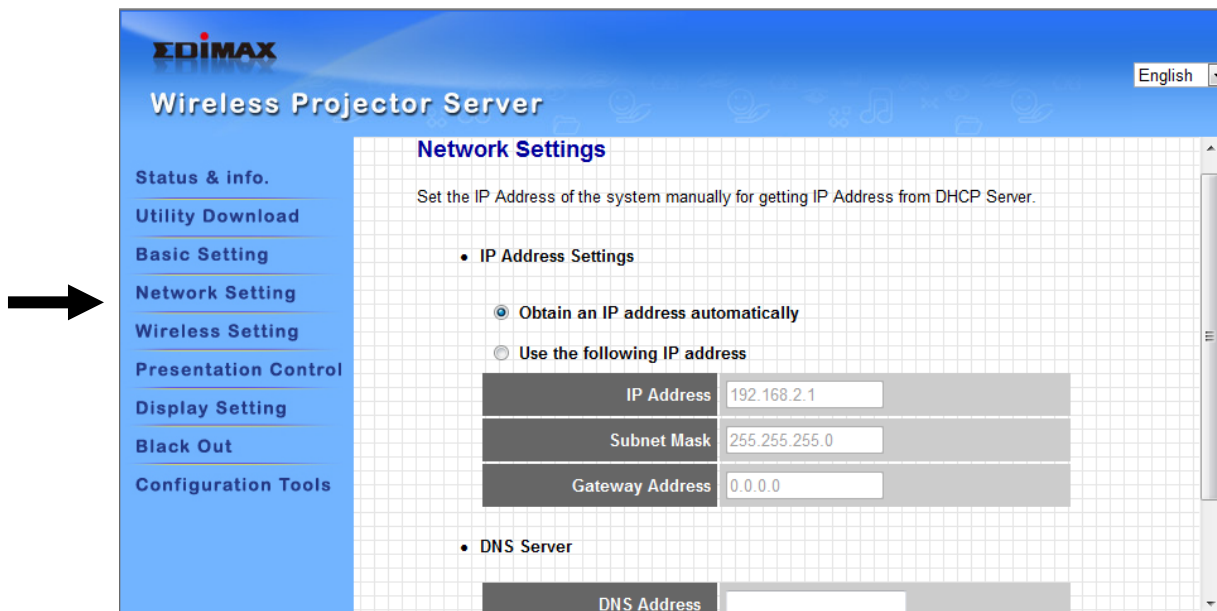 EDIMAX
English
Wireless Projector Server
Status & info.
Utility Download
Basic Setting
Network Setting
Wireless Setting
Presentation Control
Display Setting
Black Out
Configuration Tools
Network Settings
Set the IP Address of the system manually for getting IP Address from DHCP Server.
IP Address Settings
Obtain an IP address automatically
Use the following IP address
IP Address 192.168.2.1
Subnet Mask 255.255.255.0
Gateway Address 0.0.0.0
DNS Server
DNS Address